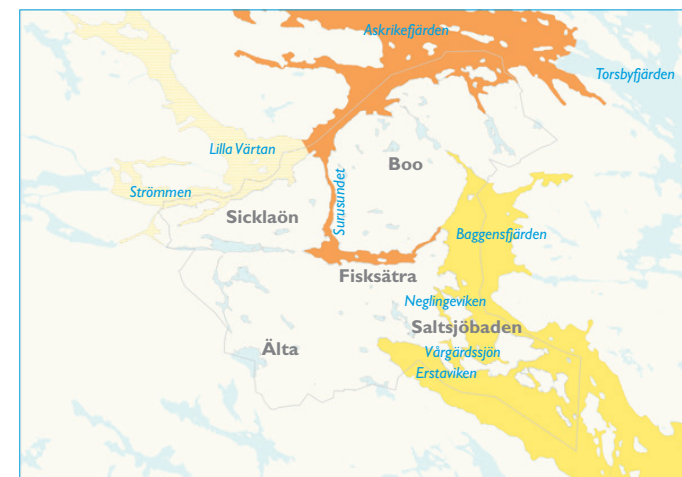 Askrikefjärden
Torsbyfjärden
Lilla Värtan
Boo
Strömmen
Surusundet
Sicklaön
Baggensfjärden
Fisksätra
Neglingeviken
Saltsjöbaden
Älta
Vårgärdssjön
Erstaviken